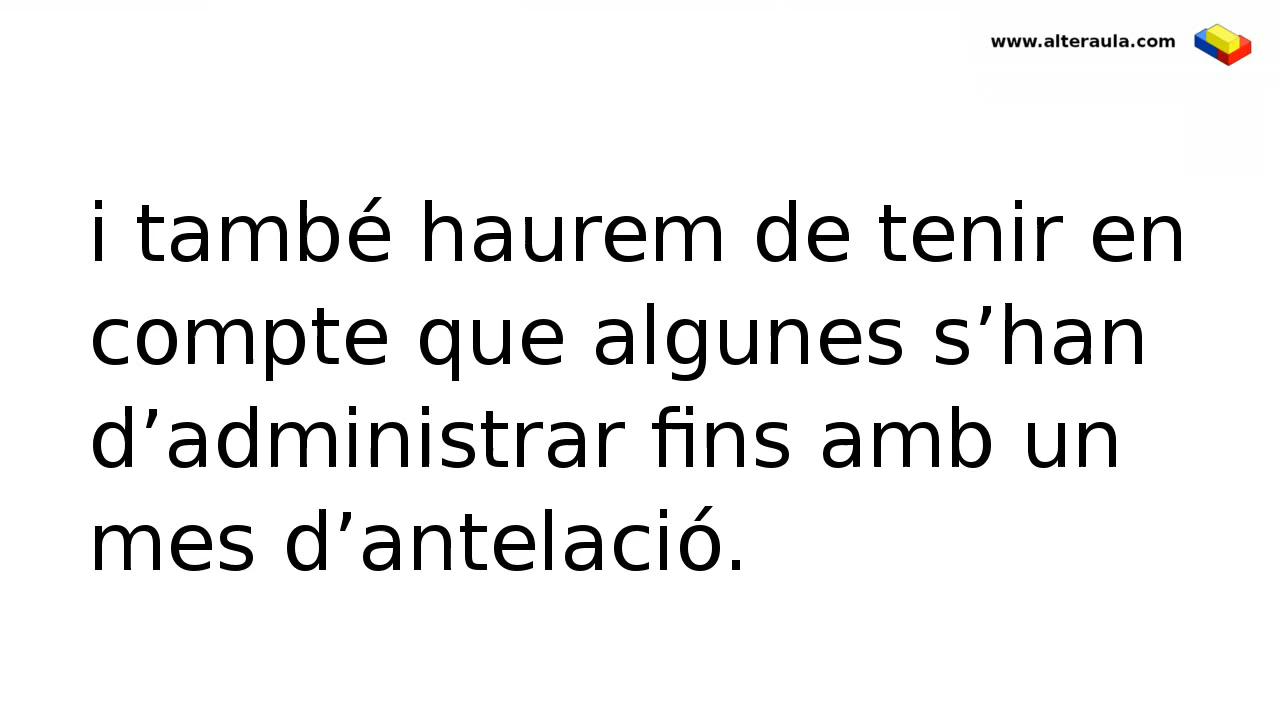 www.alteraula.com
i també haurem de tenir en
compte que algunes s’han
d’administrar fins amb un
mes d’antelació.